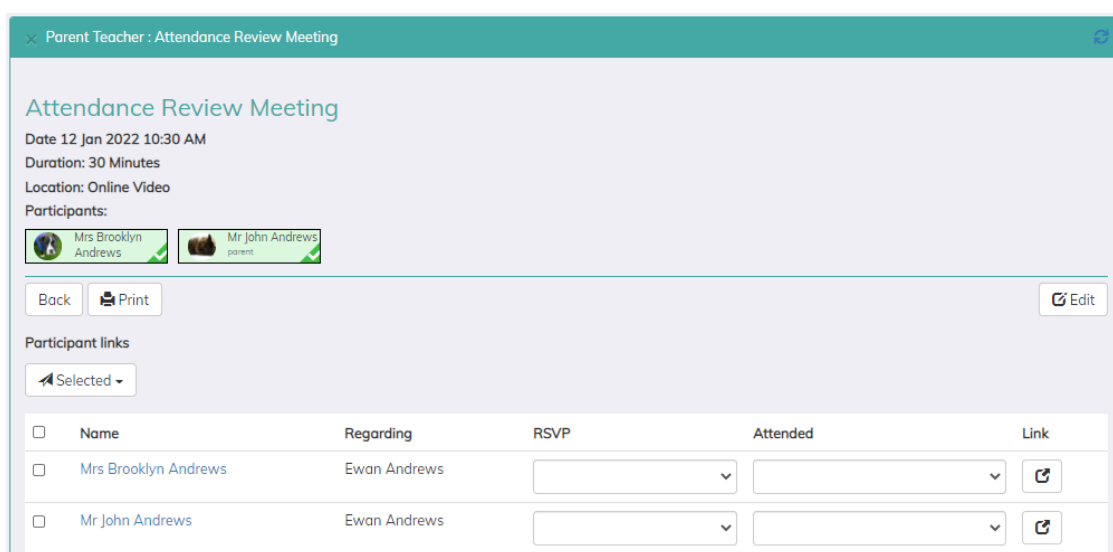 Parent Teacher : Attendance Review Meeting
Attendance Review Meeting
Date 12 Jan 2022 10:30 AM
Duration: 30 Minutes
Location: Online Video
Participants:
Mrs Brooklyn
Andrews
Mr John Andrews
parent
Back
Print
Edit
Participant links
Selected
Name Regarding RSVP Attended Link
Mrs Brooklyn Andrews Ewan Andrews
Mr John Andrews Ewan Andrews